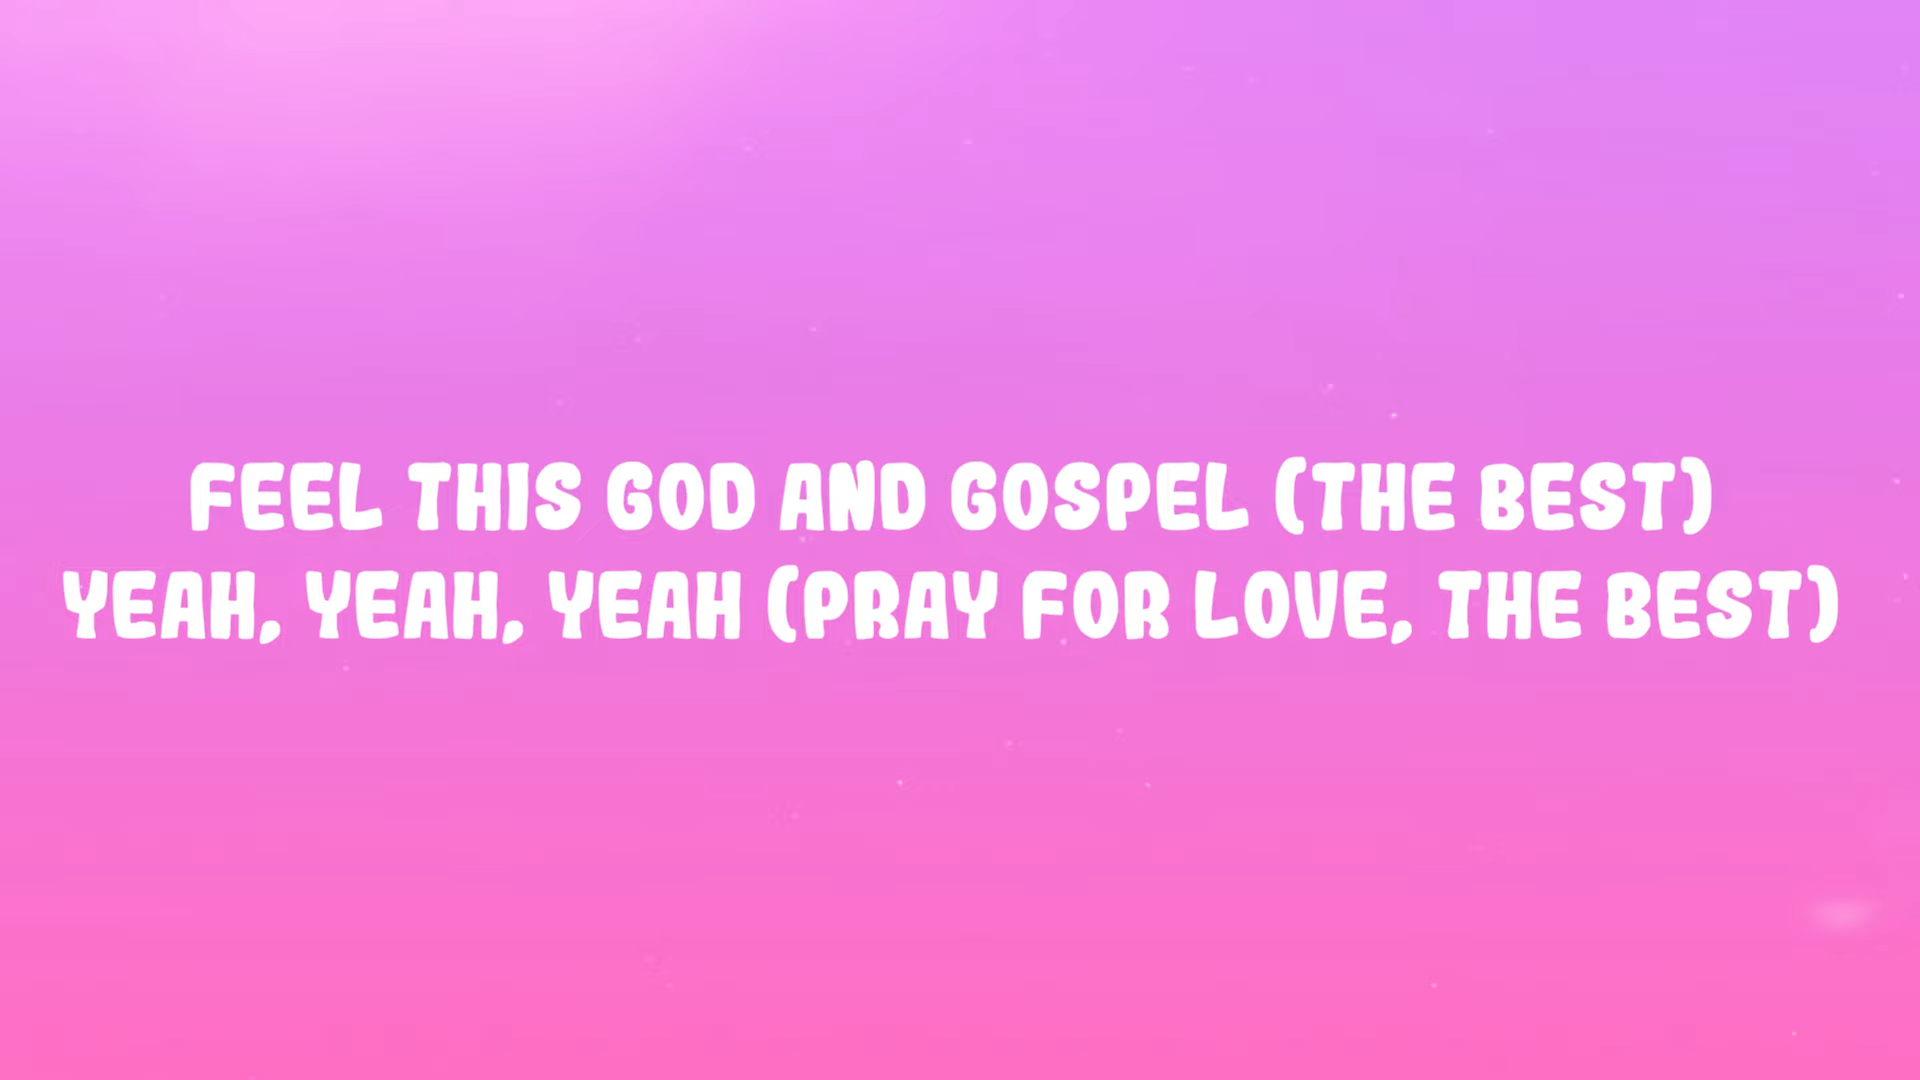 FEEL THIS GOD AND GOSPEL (THE BEST)
YEAH, YEAH, YEAH (PRAY FOR LOVE, THE BEST)